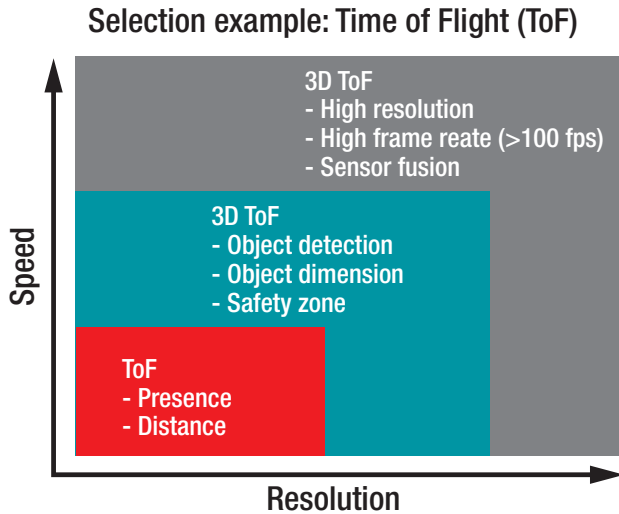 Selection example: Time of Flight (ToF)
3D ToF
- High resolution
- High frame reate (>100 fps)
- Sensor fusion
3D ToF
- Object detection
- Object dimension
- Safety zone
ToF
- Presence
- Distance
Speed
Resolution